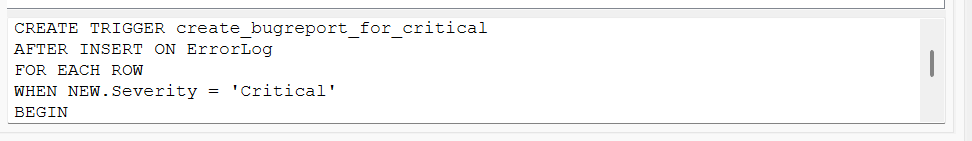 CREATE TRIGGER create_bugreport_for_critical
AFTER INSERT ON ErrorLog
FOR EACH ROW
WHEN NEW.Severity = 'Critical'
BEGIN